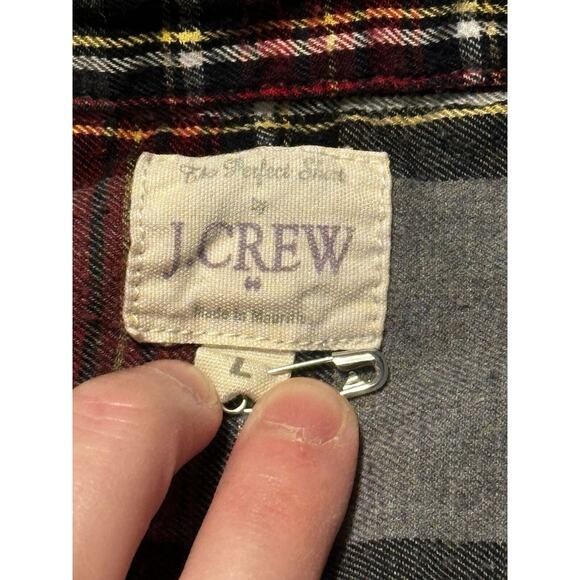 The Perfect Shirt
by
J.CREW
Made in Mauritius
L